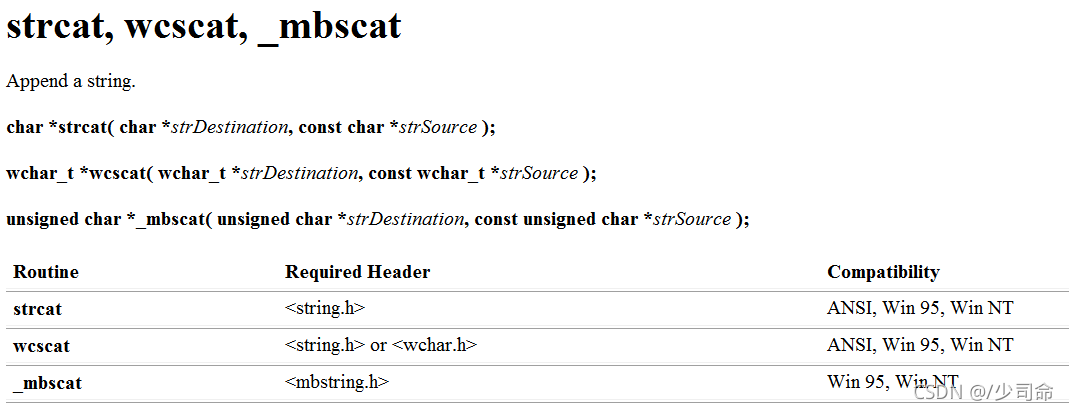 strcat, wcscat, _mbscat
Append a string.
char *strcat( char *strDestination, const char *strSource );
wchar_t *wcscat( wchar_t *strDestination, const wchar_t *strSource );
unsigned char *_mbscat( unsigned char *strDestination, const unsigned char *strSource );
Routine Required Header Compatibility
strcat <string.h> ANSI, Win 95, Win NT
wcscat <string.h> or <wchar.h> ANSI, Win 95, Win NT
_mbscat <mbstring.h> Win 95, Win NT
CSDN @/少司命